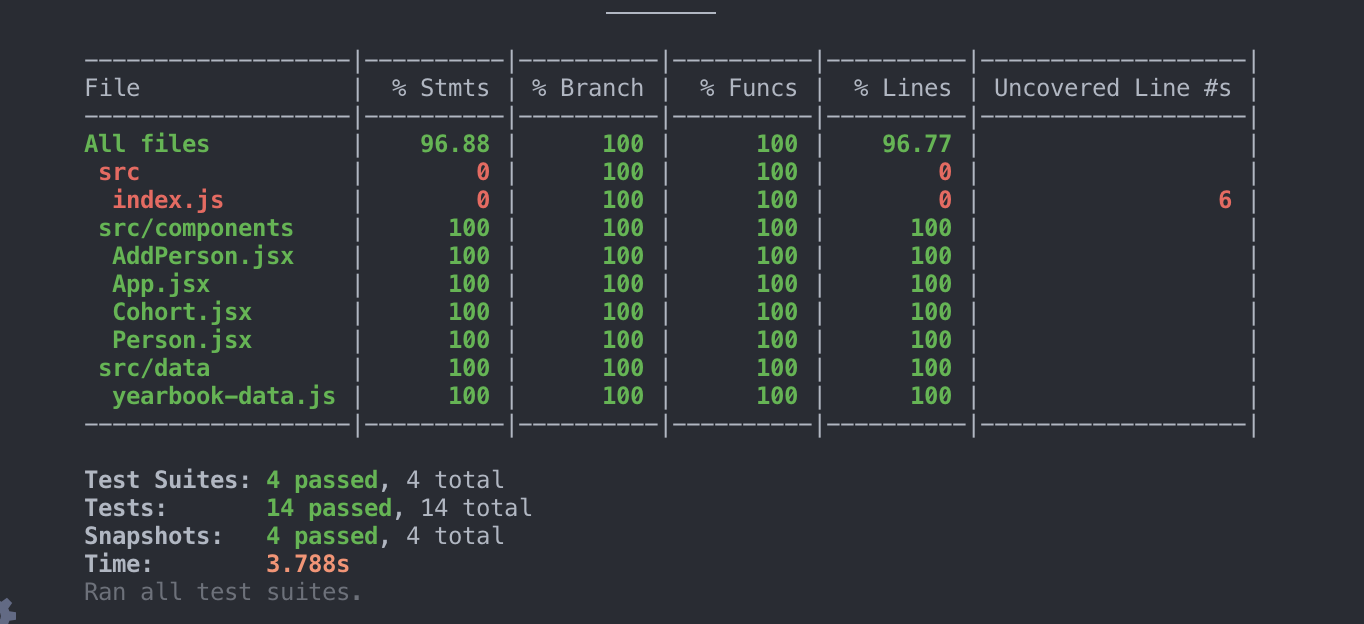 -------------------|----------|----------|----------|----------|-------------------|
File               |  % Stmts | % Branch |  % Funcs |  % Lines | Uncovered Line #s |
-------------------|----------|----------|----------|----------|-------------------|
All files          |    96.88 |      100 |      100 |    96.77 |                   |
 src               |        0 |      100 |      100 |        0 |                   |
  index.js         |        0 |      100 |      100 |        0 |                 6 |
 src/components    |      100 |      100 |      100 |      100 |                   |
  AddPerson.jsx    |      100 |      100 |      100 |      100 |                   |
  App.jsx          |      100 |      100 |      100 |      100 |                   |
  Cohort.jsx       |      100 |      100 |      100 |      100 |                   |
  Person.jsx       |      100 |      100 |      100 |      100 |                   |
 src/data          |      100 |      100 |      100 |      100 |                   |
  yearbook-data.js |      100 |      100 |      100 |      100 |                   |
-------------------|----------|----------|----------|----------|-------------------|
Test Suites: 4 passed, 4 total
Tests:       14 passed, 14 total
Snapshots:   4 passed, 4 total
Time:        3.788s
Ran all test suites.